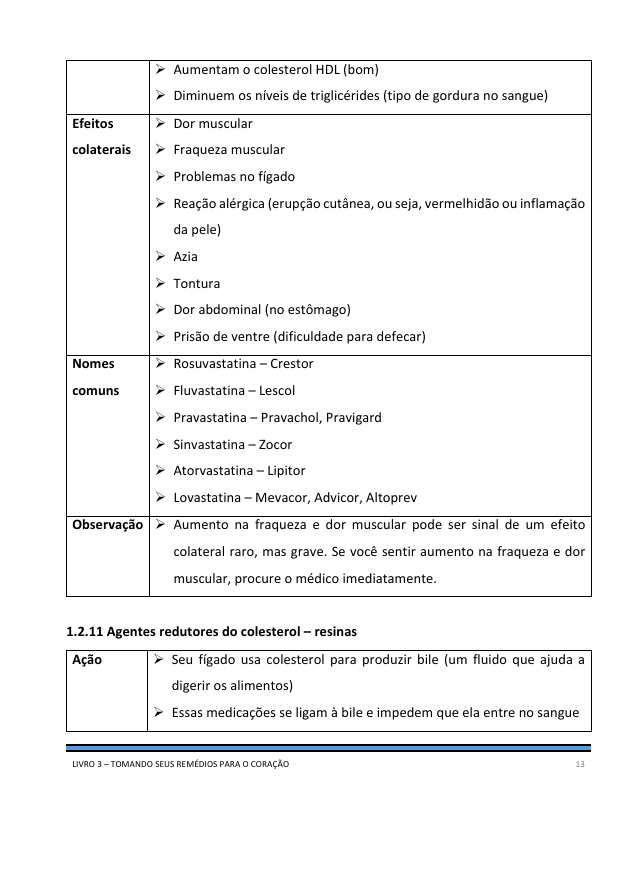 ➢ Aumentam o colesterol HDL (bom)
➢ Diminuem os níveis de triglicérides (tipo de gordura no sangue)
Efeitos
colaterais
➢ Dor muscular
➢ Fraqueza muscular
➢ Problemas no fígado
➢ Reação alérgica (erupção cutânea, ou seja, vermelhidão ou inflamação
da pele)
➢ Azia
➢ Tontura
➢ Dor abdominal (no estômago)
➢ Prisão de ventre (dificuldade para defecar)
Nomes
comuns
➢ Rosuvastatina – Crestor
➢ Fluvastatina – Lescol
➢ Pravastatina – Pravachol, Pravigard
➢ Sinvastatina – Zocor
➢ Atorvastatina – Lipitor
➢ Lovastatina – Mevacor, Advicor, Altoprev
Observação
➢ Aumento na fraqueza e dor muscular pode ser sinal de um efeito
colateral raro, mas grave. Se você sentir aumento na fraqueza e dor
muscular, procure o médico imediatamente.
1.2.11 Agentes redutores do colesterol – resinas
Ação
➢ Seu fígado usa colesterol para produzir bile (um fluido que ajuda a
digerir os alimentos)
➢ Essas medicações se ligam à bile e impedem que ela entre no sangue
LIVRO 3 – TOMANDO SEUS REMÉDIOS PARA O CORAÇÃO 13